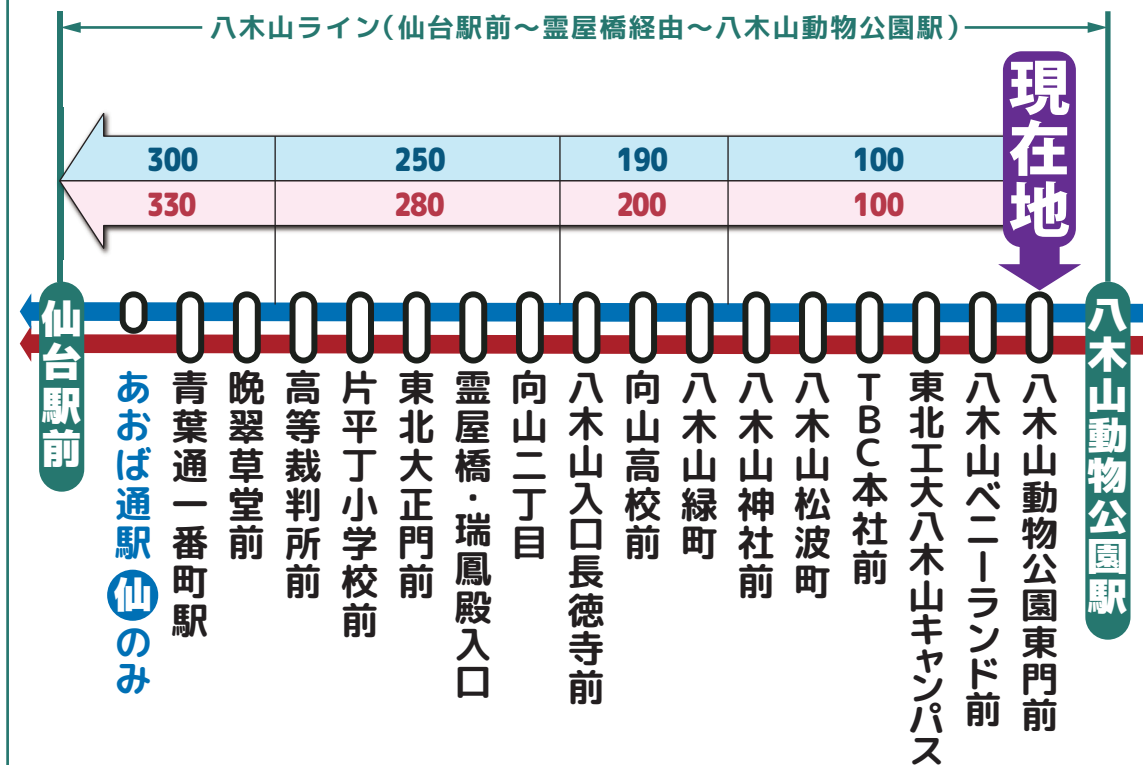 八木山ライン(仙台駅前～霊屋橋経由～八木山動物公園駅)
現在地
300 250 190 100
330 280 200 100
仙台駅前
あおば通駅 仙のみ
青葉通一番町駅
晩翠草堂前
高等裁判所前
片平丁小学校前
東北大正門前
霊屋橋・瑞鳳殿入口
向山二丁目
八木山入口長徳寺前
向山高校前
八木山緑町
八木山神社前
八木山松波町
TBC本社前
東北工大八木山キャンパス
八木山ベニーランド前
八木山動物公園東門前
八木山動物公園駅